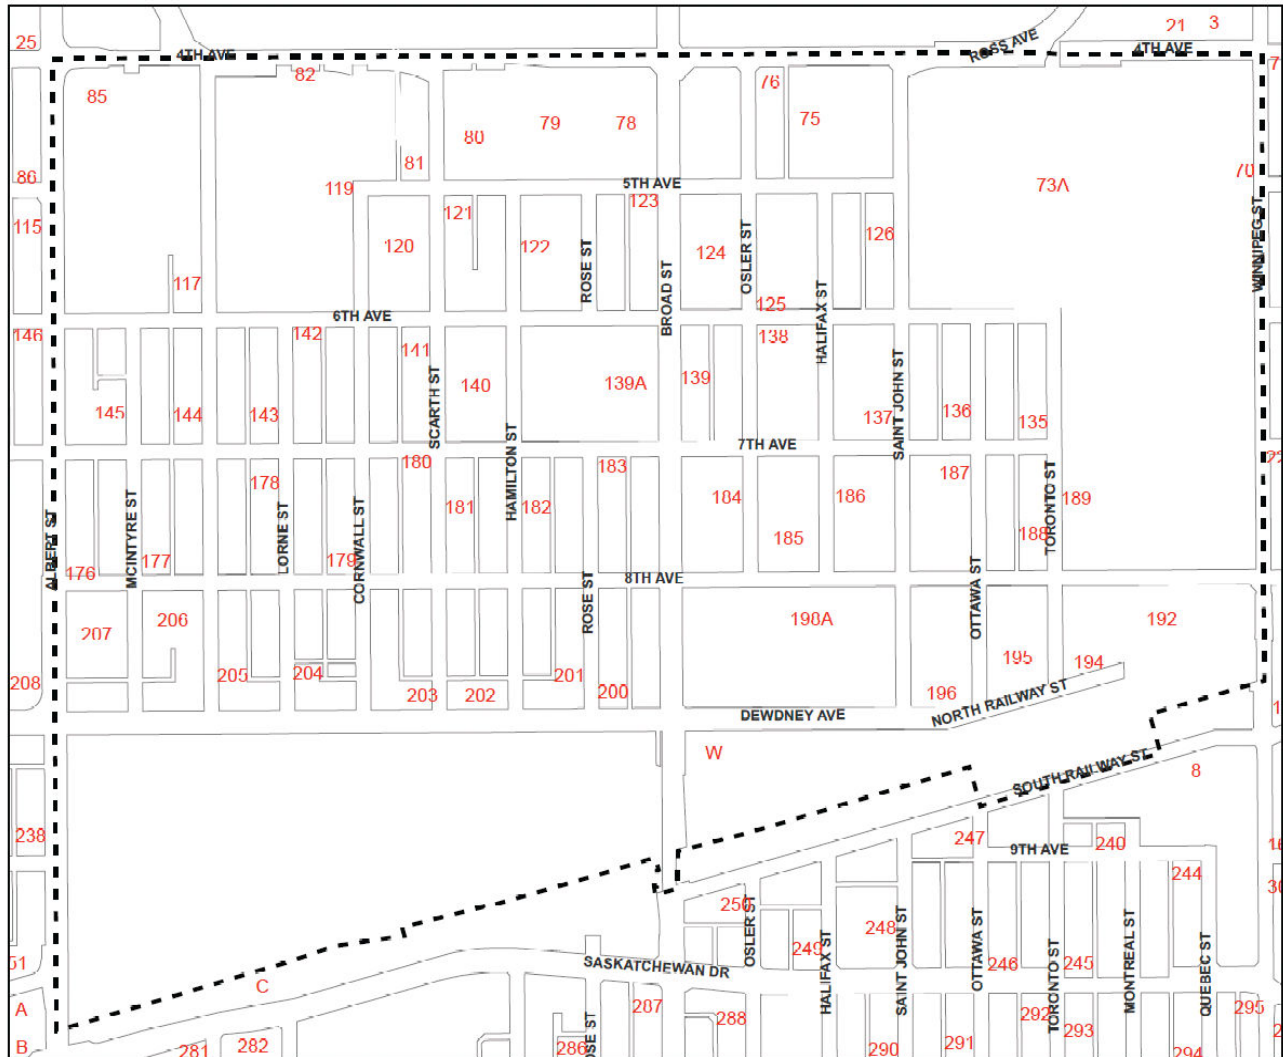 21 3
25
ROSS AVE
4TH AVE 4TH AVE
82 76
85
75
79 78
80
81
86 70
119 5TH AVE 73A
123
121
115
126
WINNIPEG ST
120 122 124
ROSE ST
OSLER ST
117
BROAD ST
125
HALIFAX ST
6TH AVE
146 142 138
141
140 139A 139
SCARTH ST
SAINT JOHN ST
145 144 143 137 136 135
7TH AVE
HAMILTON ST
180 183
178 187
181 182 184 186 189
ALBERT ST
MCINTYRE ST
LORNE ST
CORNWALL ST
TORONTO ST
185 188
177 179
176
8TH AVE
ROSE ST
OTTAWA ST
206 190A 192
207
195 194
208 205 204 201
203 202 200 196
NORTH RAILWAY ST
DEWDNEY AVE
W
SOUTH RAILWAY ST
8
238 247 240
9TH AVE
244
250
OSLER ST
249
HALIFAX ST
248
SAINT JOHN ST
OTTAWA ST
TORONTO ST
MONTREAL ST
QUEBEC ST
246 245
51
SASKATCHEWAN DR
C
A
287 288 292 293 295
B
281 282 286 290 291 294